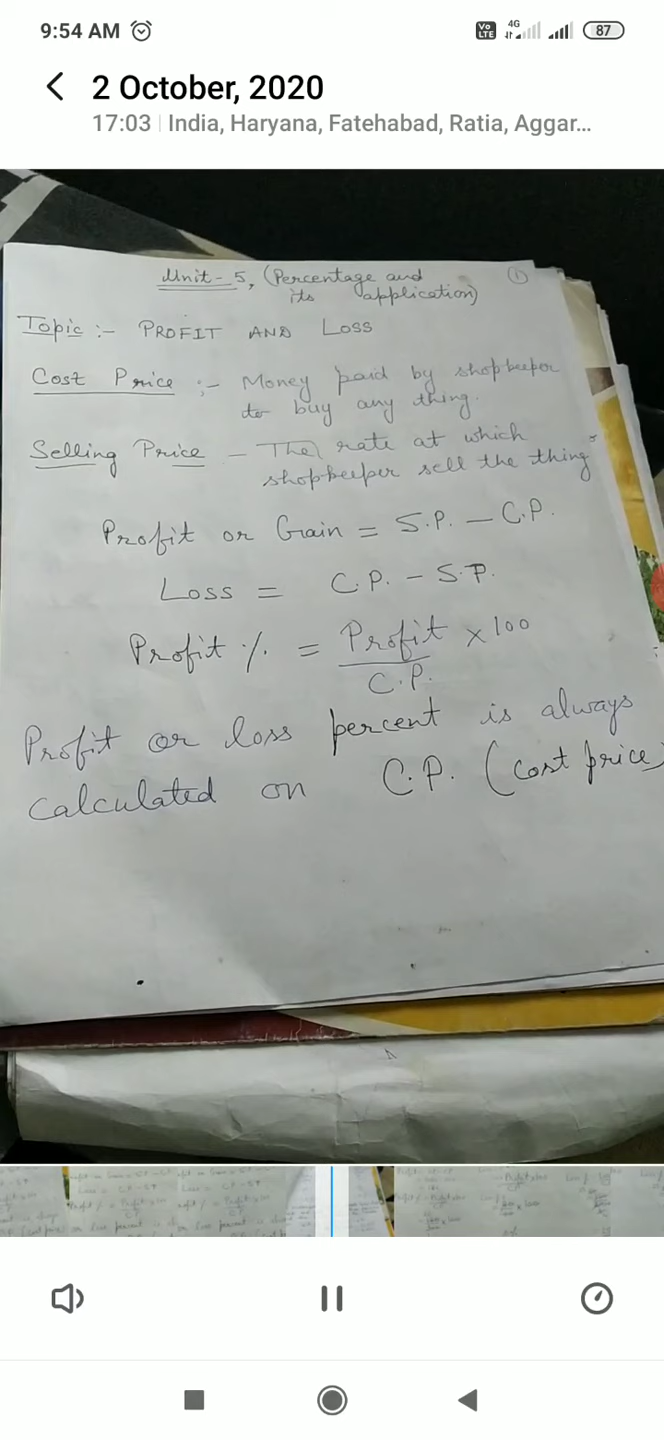 9:54 AM
Vo LTE 4G 87
2 October, 2020
17:03 | India, Haryana, Fatehabad, Ratia, Aggar...
Unit - 5, (Percentage and its application) ①
Topic :- PROFIT AND LOSS
Cost Price :- Money paid by shopkeeper
to buy any thing.
Selling Price - The rate at which
shopkeeper sell the things
Profit or Gain = S.P. - C.P.
Loss = C.P. - S.P.
Profit % = Profit/C.P. × 100
Profit or loss percent is always
calculated on C.P. (Cost price)